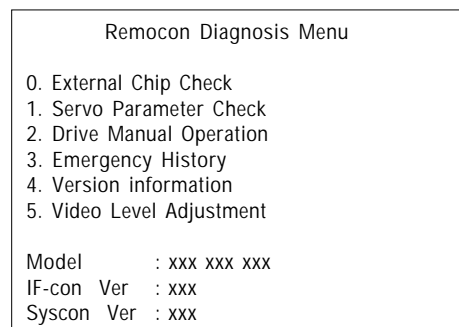 Remocon Diagnosis Menu
0. External Chip Check
1. Servo Parameter Check
2. Drive Manual Operation
3. Emergency History
4. Version information
5. Video Level Adjustment
Model : xxx xxx xxx
IF-con Ver : xxx
Syscon Ver : xxx